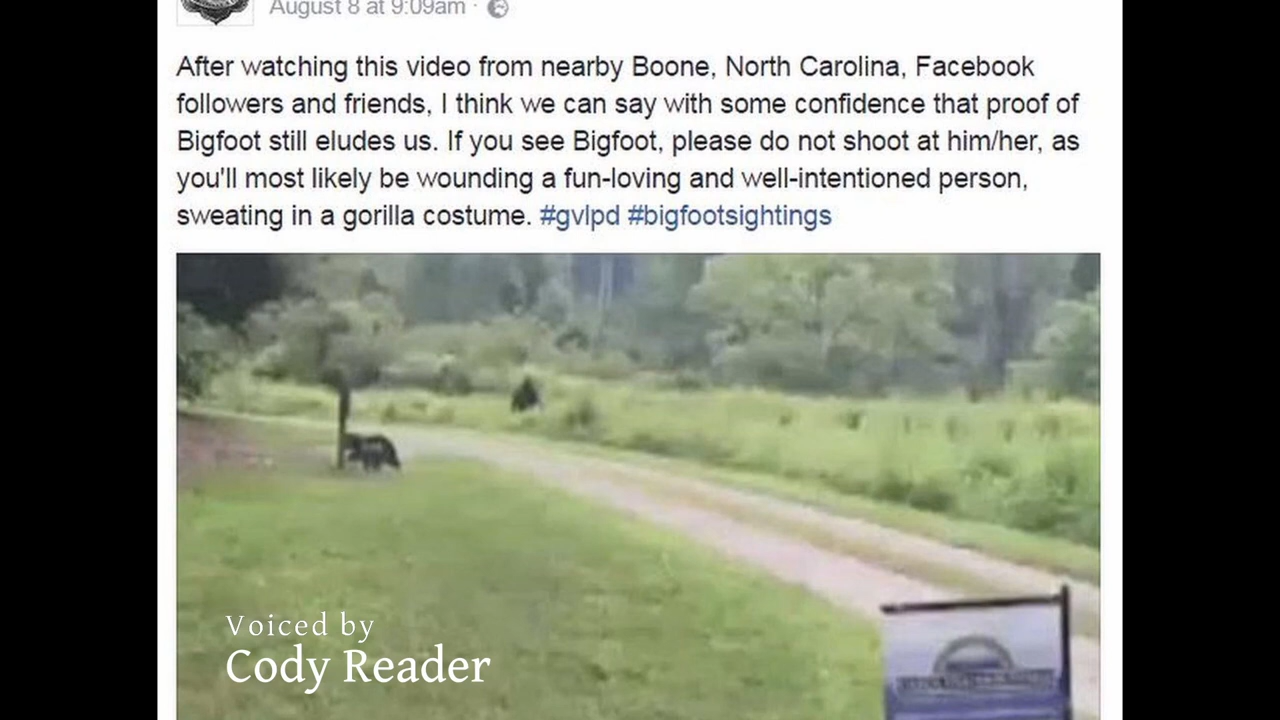 August 8 at 9:09am ·
After watching this video from nearby Boone, North Carolina, Facebook
followers and friends, I think we can say with some confidence that proof of
Bigfoot still eludes us. If you see Bigfoot, please do not shoot at him/her, as
you'll most likely be wounding a fun-loving and well-intentioned person,
sweating in a gorilla costume. #gvlpd #bigfootsightings
Voiced by
Cody Reader